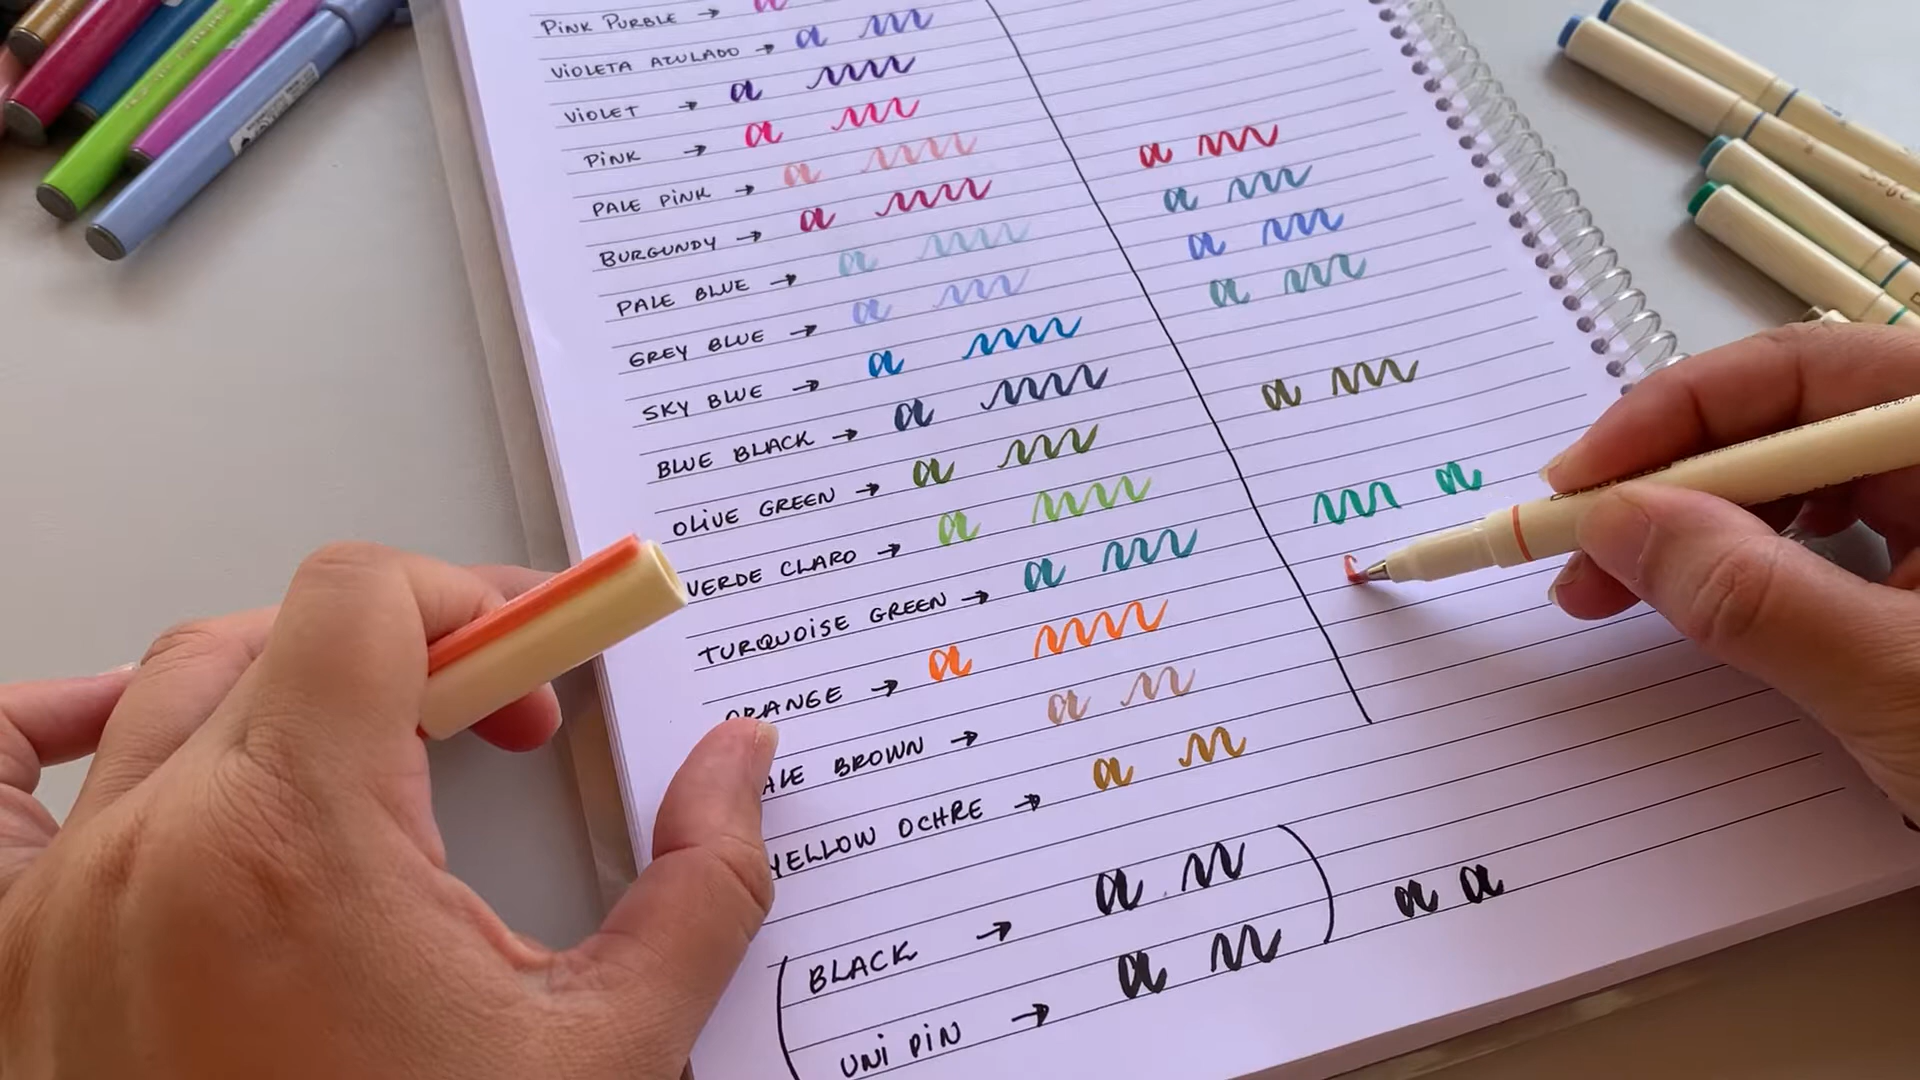 PINK PURBLE → a
VIOLETA AZULADO → a m
VIOLET → a m
PINK → a m
PALE PINK → a m
BURGUNDY → a m a m
PALE BLUE → a m a m
GREY BLUE → a m a m
SKY BLUE → a m a m
BLUE BLACK → a m
OLIVE GREEN → a m a m
VERDE CLARO → a m
TURQUOISE GREEN → a m m a
ORANGE → a m
ALE BROWN → a m
YELLOW OCHRE → a m
BLACK → a m a a
UNI PIN → a m